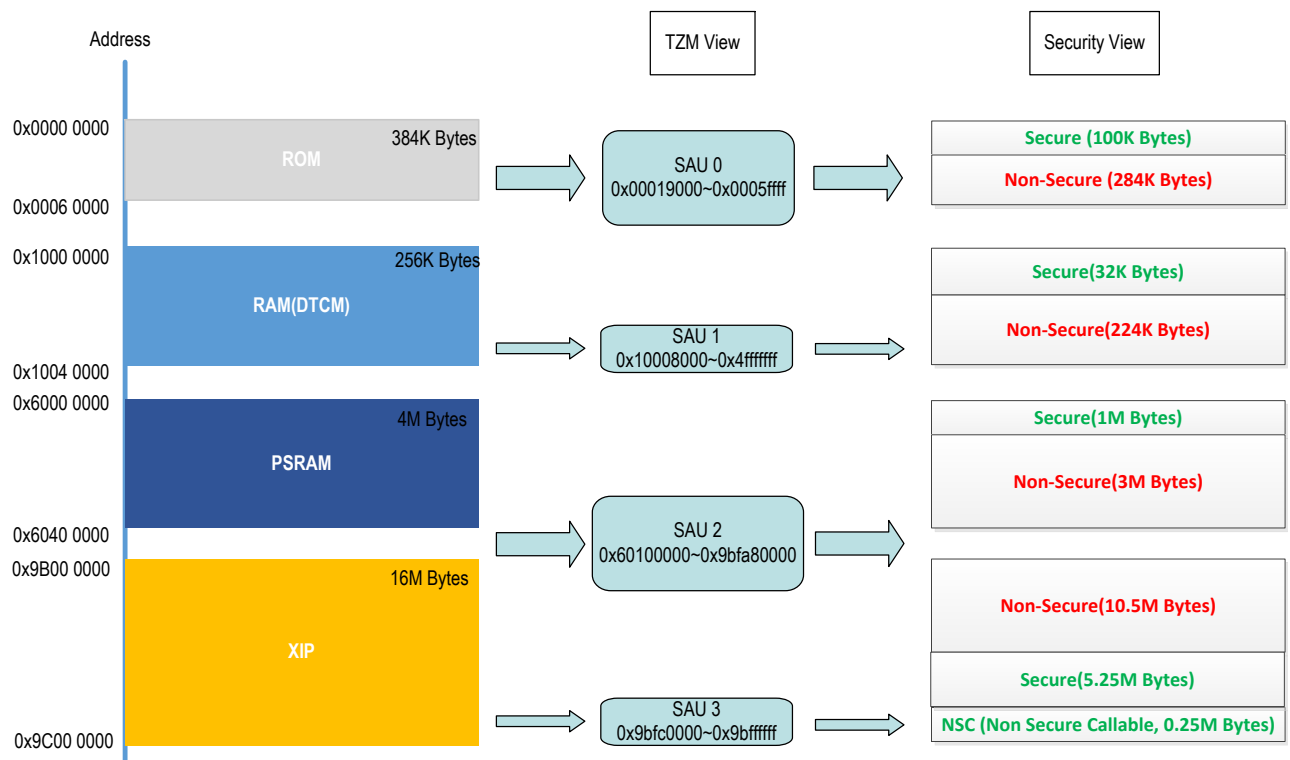 Address
TZM View
Security View
0x0000 0000
384K Bytes
ROM
0x0006 0000
SAU 0
0x00019000~0x0005ffff
Secure (100K Bytes)
Non-Secure (284K Bytes)
0x1000 0000
256K Bytes
RAM(DTCM)
0x1004 0000
SAU 1
0x10008000~0x4fffffff
Secure(32K Bytes)
Non-Secure(224K Bytes)
0x6000 0000
4M Bytes
PSRAM
0x6040 0000
SAU 2
0x60100000~0x9bfa80000
Secure(1M Bytes)
Non-Secure(3M Bytes)
0x9B00 0000
16M Bytes
XIP
0x9C00 0000
SAU 3
0x9bfc0000~0x9bffffff
Non-Secure(10.5M Bytes)
Secure(5.25M Bytes)
NSC (Non Secure Callable, 0.25M Bytes)